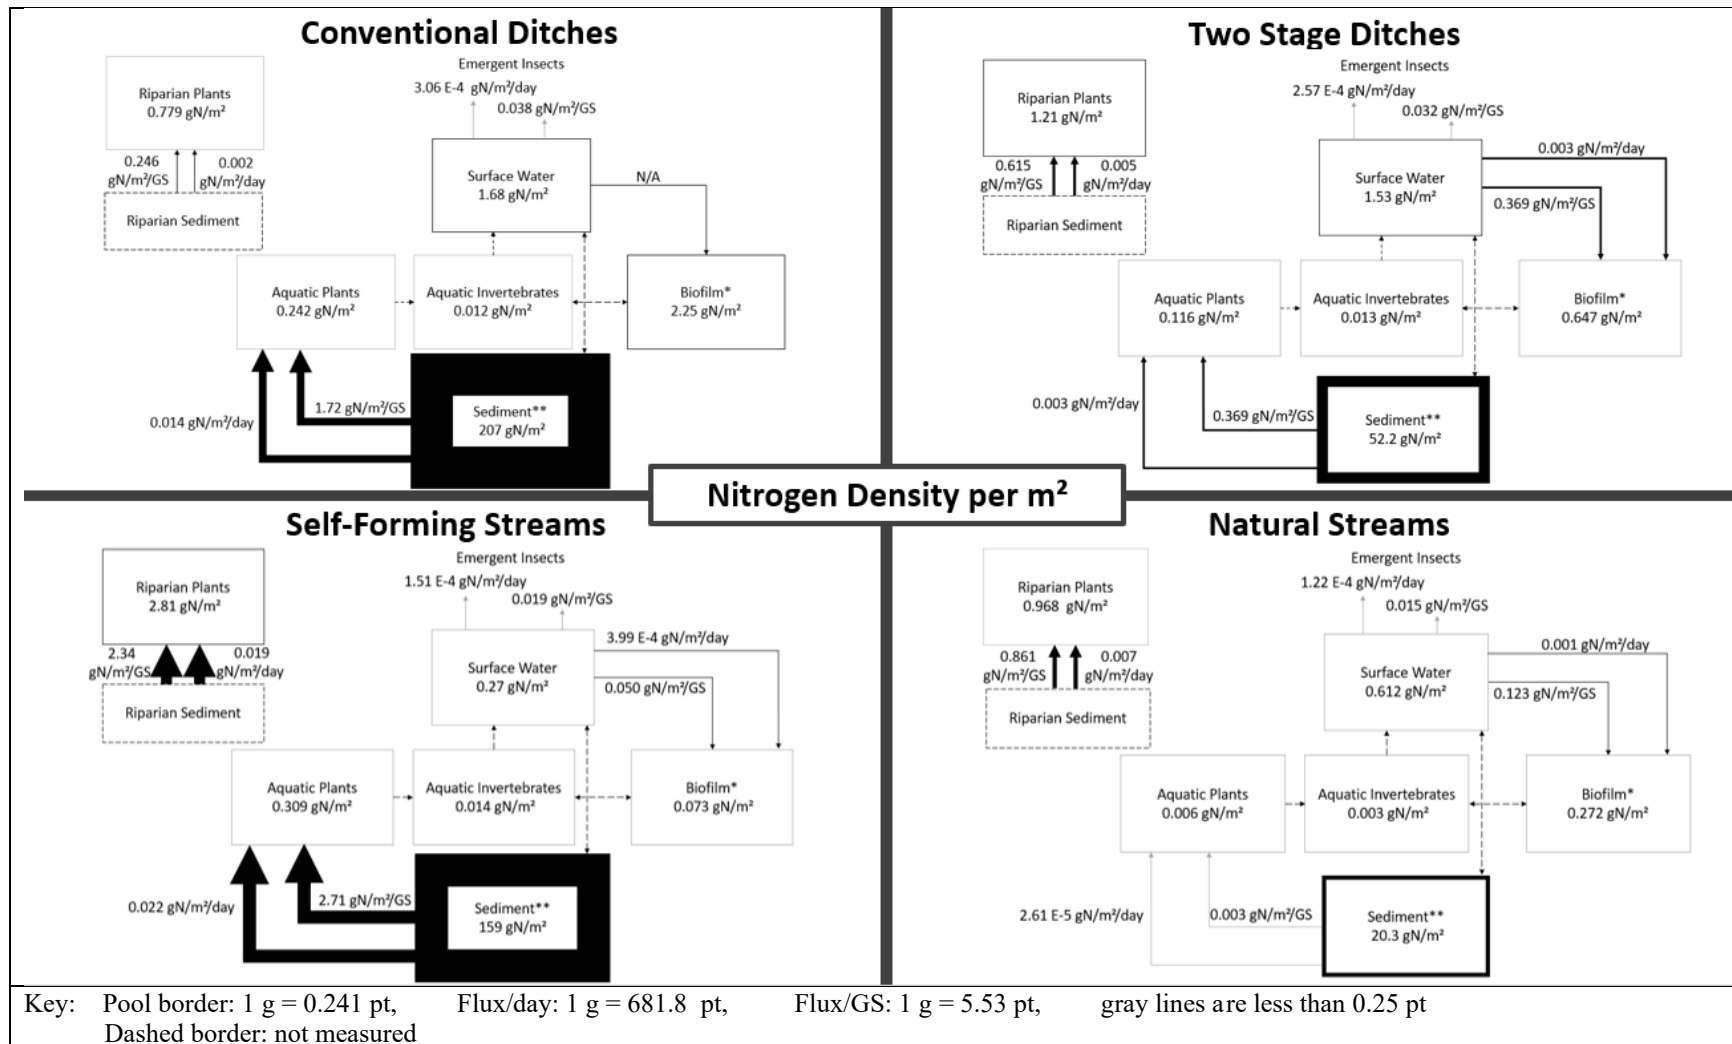 Conventional Ditches
Emergent Insects
3.06 E-4 gN/m²/day
0.038 gN/m²/GS
Riparian Plants
0.779 gN/m²
0.246
gN/m²/GS
0.002
gN/m²/day
Riparian Sediment
Surface Water
1.68 gN/m²
N/A
Aquatic Plants
0.242 gN/m²
Aquatic Invertebrates
0.012 gN/m²
Biofilm*
2.25 gN/m²
1.72 gN/m²/GS
0.014 gN/m²/day
Sediment**
207 gN/m²
Two Stage Ditches
Emergent Insects
2.57 E-4 gN/m²/day
0.032 gN/m²/GS
Riparian Plants
1.21 gN/m²
0.615
gN/m²/GS
0.005
gN/m²/day
Riparian Sediment
Surface Water
1.53 gN/m²
0.003 gN/m²/day
0.369 gN/m²/GS
Aquatic Plants
0.116 gN/m²
Aquatic Invertebrates
0.013 gN/m²
Biofilm*
0.647 gN/m²
0.003 gN/m²/day
0.369 gN/m²/GS
Sediment**
52.2 gN/m²
Nitrogen Density per m²
Self-Forming Streams
Emergent Insects
1.51 E-4 gN/m²/day
0.019 gN/m²/GS
Riparian Plants
2.81 gN/m²
2.34
gN/m²/GS
0.019
gN/m²/day
Riparian Sediment
Surface Water
0.27 gN/m²
3.99 E-4 gN/m²/day
0.050 gN/m²/GS
Aquatic Plants
0.309 gN/m²
Aquatic Invertebrates
0.014 gN/m²
Biofilm*
0.073 gN/m²
0.022 gN/m²/day
2.71 gN/m²/GS
Sediment**
159 gN/m²
Natural Streams
Emergent Insects
1.22 E-4 gN/m²/day
0.015 gN/m²/GS
Riparian Plants
0.968 gN/m²
0.861
gN/m²/GS
0.007
gN/m²/day
Riparian Sediment
Surface Water
0.612 gN/m²
0.001 gN/m²/day
0.123 gN/m²/GS
Aquatic Plants
0.006 gN/m²
Aquatic Invertebrates
0.003 gN/m²
Biofilm*
0.272 gN/m²
2.61 E-5 gN/m²/day
0.003 gN/m²/GS
Sediment**
20.3 gN/m²
Key: Pool border: 1 g = 0.241 pt, Flux/day: 1 g = 681.8 pt, Flux/GS: 1 g = 5.53 pt, gray lines are less than 0.25 pt
Dashed border: not measured